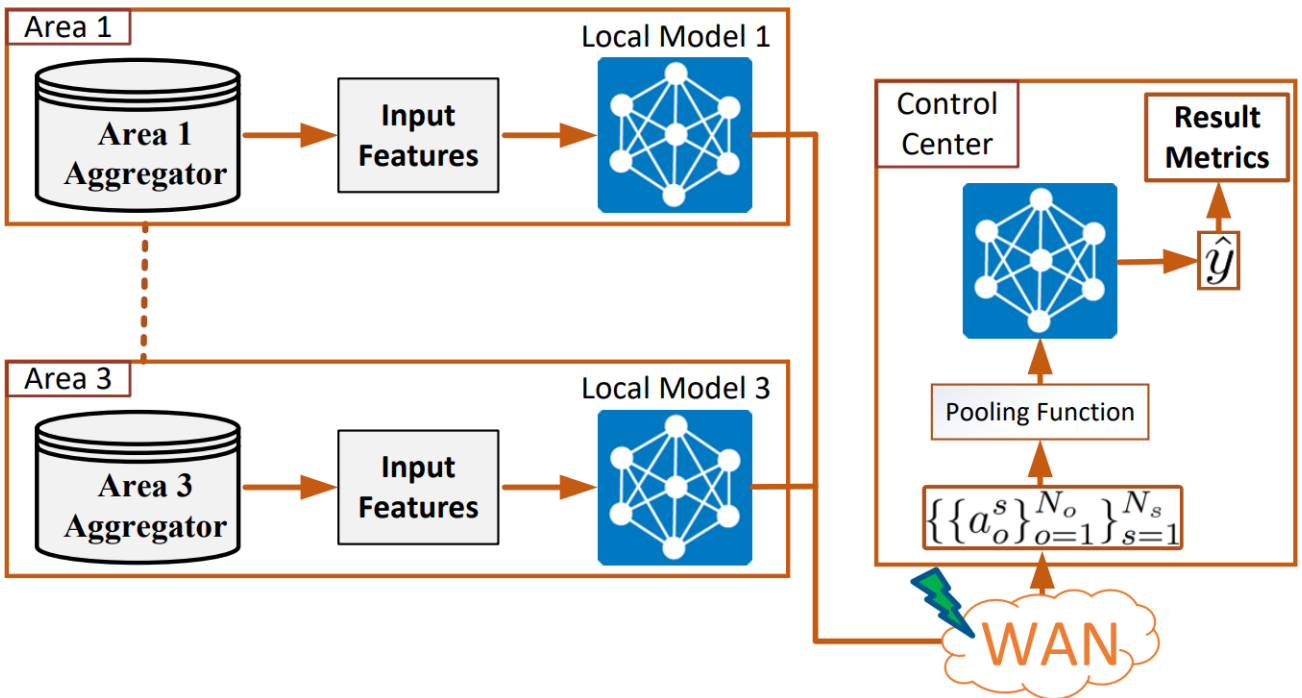 Area 1
Local Model 1
Area 1
Aggregator
Input
Features
Area 3
Local Model 3
Area 3
Aggregator
Input
Features
Control
Center
Result
Metrics
ŷ
Pooling Function
{{a_o^s}_{o=1}^{N_o}}_{s=1}^{N_s}
WAN